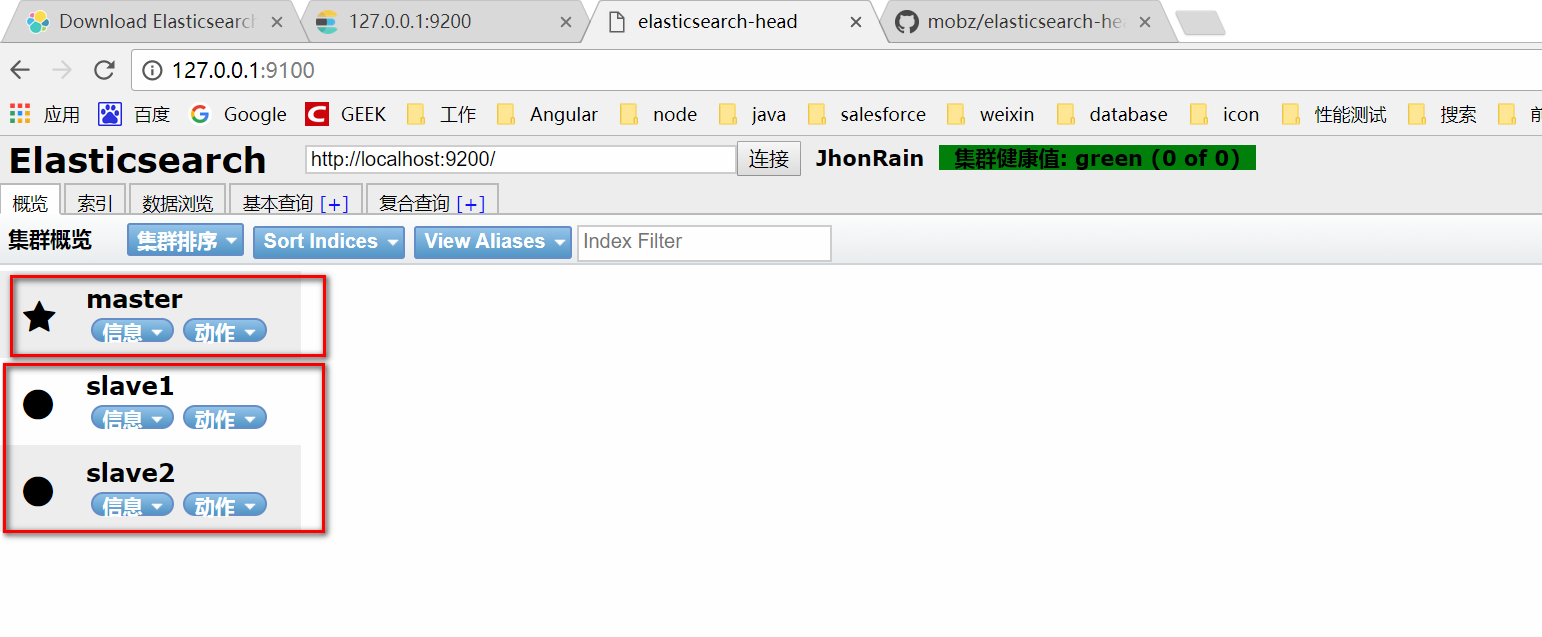 Download Elasticsearch 127.0.0.1:9200 elasticsearch-head mobz/elasticsearch-he
127.0.0.1:9100
应用 百度 Google GEEK 工作 Angular node java salesforce weixin database icon 性能测试 搜索 前
Elasticsearch http://localhost:9200/ 连接 JhonRain 集群健康值: green (0 of 0)
概览 索引 数据浏览 基本查询 [+] 复合查询 [+]
集群概览 集群排序 Sort Indices View Aliases Index Filter
master
信息 动作
slave1
信息 动作
slave2
信息 动作